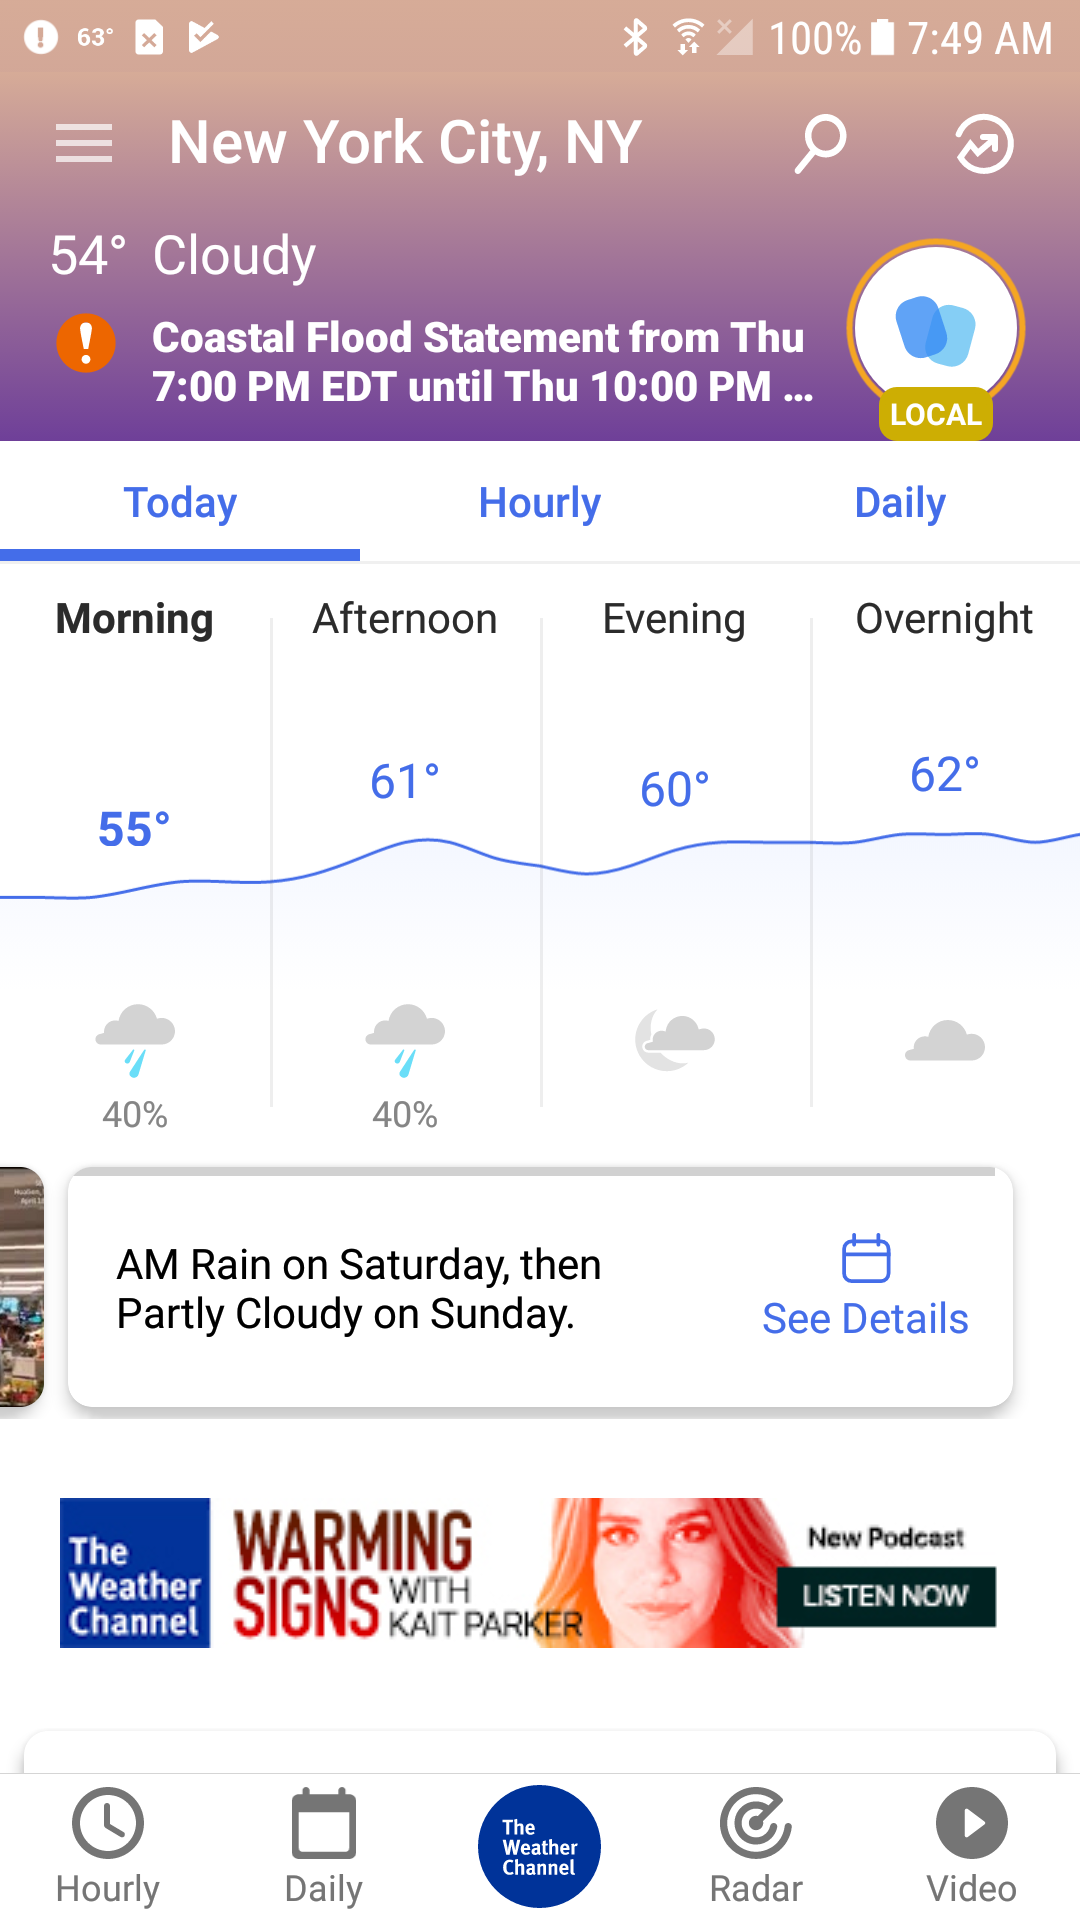 63°
100%
7:49 AM
New York City, NY
54° Cloudy
Coastal Flood Statement from Thu
7:00 PM EDT until Thu 10:00 PM ...
LOCAL
Today
Hourly
Daily
Morning
Afternoon
Evening
Overnight
55°
61°
60°
62°
40%
40%
AM Rain on Saturday, then
Partly Cloudy on Sunday.
See Details
The
Weather
Channel
WARMING
SIGNS WITH
KAIT PARKER
New Podcast
LISTEN NOW
Hourly
Daily
The
Weather
Channel
Radar
Video